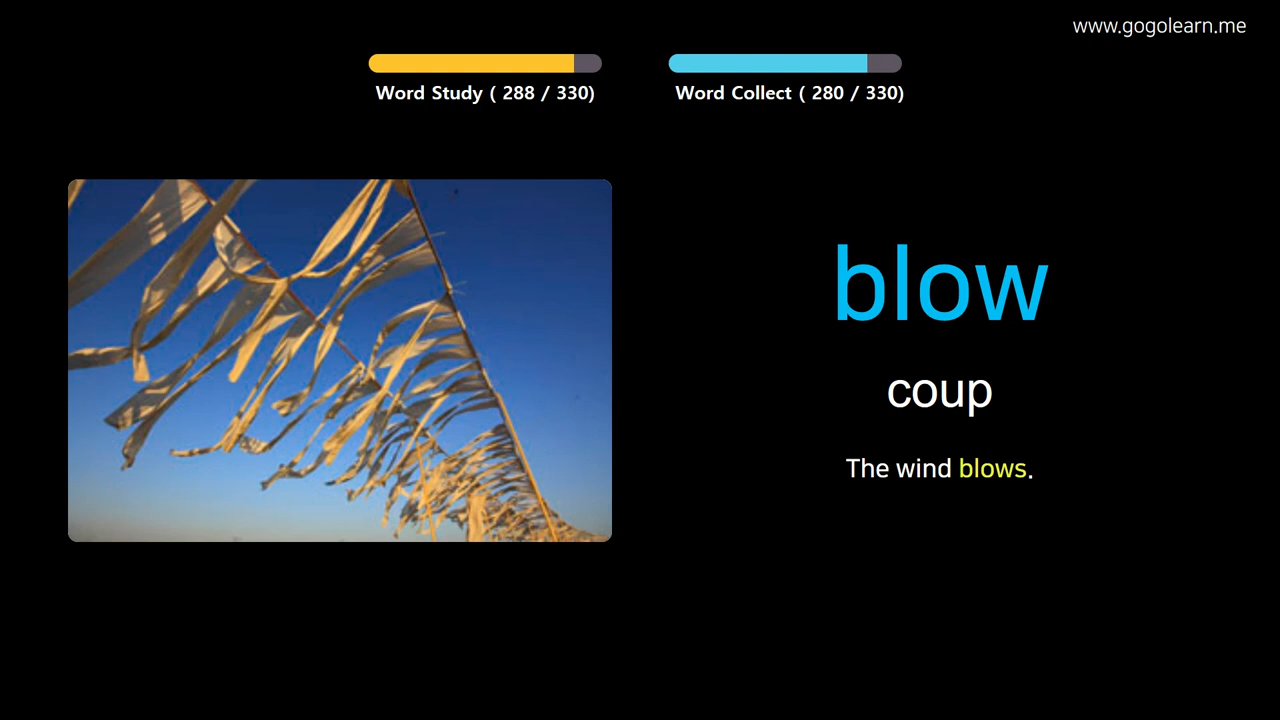 www.gogolearn.me
Word Study ( 288 / 330)
Word Collect ( 280 / 330)
blow
coup
The wind blows.